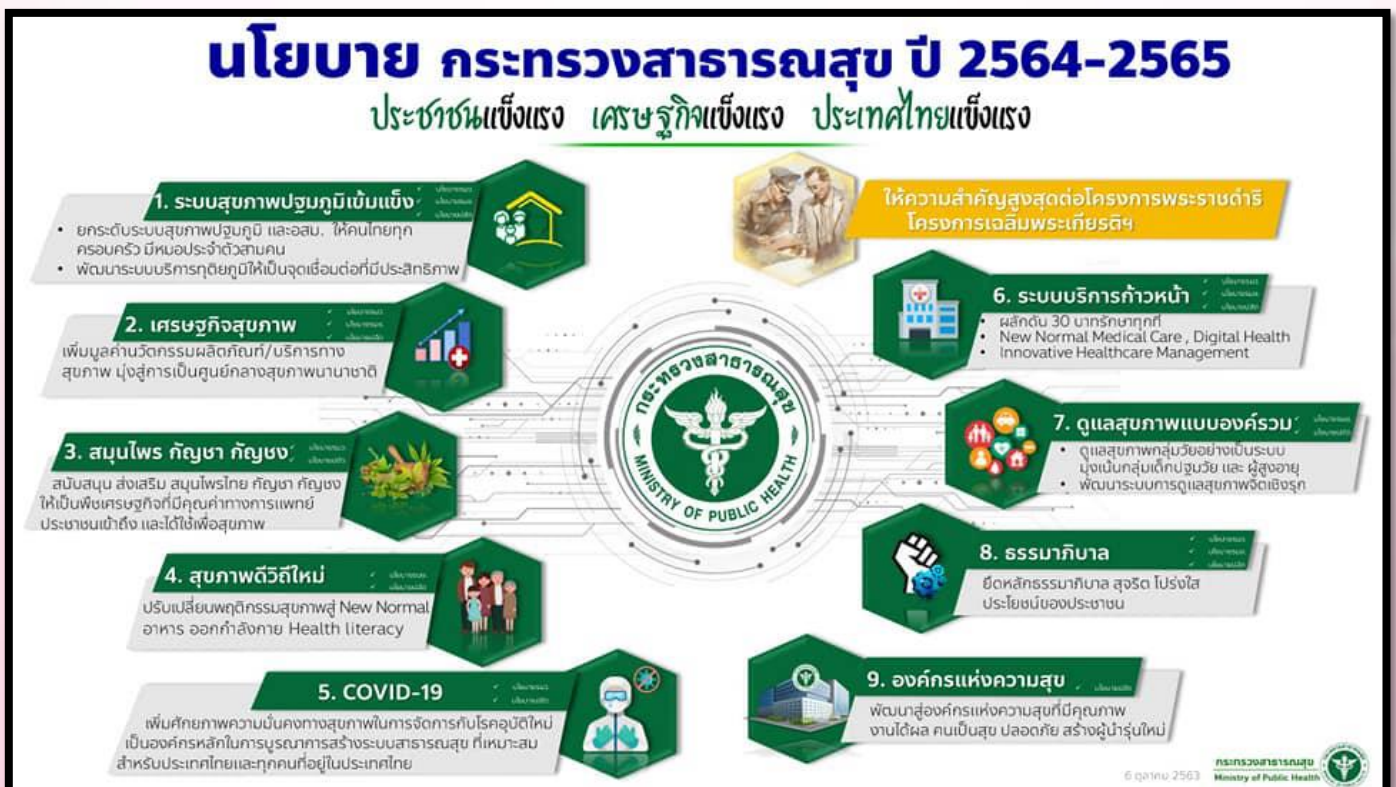 นโยบาย กระทรวงสาธารณสุข ปี 2564-2565
ประชาชนแข็งแรง เศรษฐกิจแข็งแรง ประเทศไทยแข็งแรง
1. ระบบสุขภาพปฐมภูมิเข้มแข็ง
• ยกระดับระบบสุขภาพปฐมภูมิ และอสม. ให้คนไทยทุก
ครอบครัว มีหมอประจำตัวสามคน
• พัฒนาระบบบริการทุติยภูมิให้เป็นจุดเชื่อมต่อที่มีประสิทธิภาพ
2. เศรษฐกิจสุขภาพ
เพิ่มมูลค่านวัตกรรมผลิตภัณฑ์/บริการทาง
สุขภาพ มุ่งสู่การเป็นศูนย์กลางสุขภาพนานาชาติ
3. สมุนไพร กัญชา กัญชง
สนับสนุน ส่งเสริม สมุนไพรไทย กัญชา กัญชง
ให้เป็นพืชเศรษฐกิจที่มีคุณค่าทางการแพทย์
ประชาชนเข้าถึง และได้ใช้เพื่อสุขภาพ
4. สุขภาพดีวิถีใหม่
ปรับเปลี่ยนพฤติกรรมสุขภาพสู่ New Normal
อาหาร ออกกำลังกาย Health literacy
5. COVID-19
เพิ่มศักยภาพความมั่นคงทางสุขภาพในการจัดการกับโรคอุบัติใหม่
เป็นองค์กรหลักในการบูรณาการสร้างระบบสาธารณสุข ที่เหมาะสม
สำหรับประเทศไทยและทุกคนที่อยู่ในประเทศไทย
กระทรวงสาธารณสุข
MINISTRY OF PUBLIC HEALTH
ให้ความสำคัญสูงสุดต่อโครงการพระราชดำริ
โครงการเฉลิมพระเกียรติฯ
6. ระบบบริการก้าวหน้า
• ผลักดัน 30 บาทรักษาทุกที่
• New Normal Medical Care , Digital Health
• Innovative Healthcare Management
7. ดูแลสุขภาพแบบองค์รวม
• ดูแลสุขภาพกลุ่มวัยอย่างเป็นระบบ
มุ่งเน้นกลุ่มเด็กปฐมวัย และ ผู้สูงอายุ
• พัฒนาระบบการดูแลสุขภาพจิตเชิงรุก
8. ธรรมาภิบาล
ยึดหลักธรรมาภิบาล สุจริต โปร่งใส
ประโยชน์ของประชาชน
9. องค์กรแห่งความสุข
พัฒนาสู่องค์กรแห่งความสุขที่มีคุณภาพ
งานได้ผล คนเป็นสุข ปลอดภัย สร้างผู้นำรุ่นใหม่
6 ตุลาคม 2563
กระทรวงสาธารณสุข
Ministry of Public Health